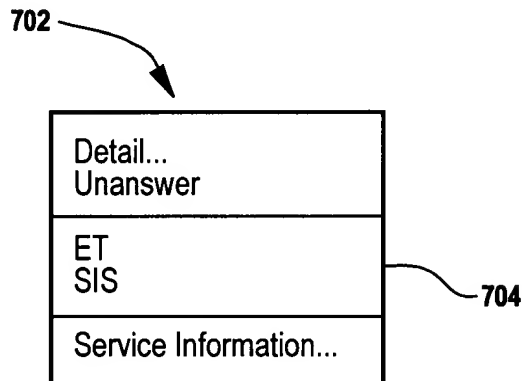 702
Detail...
Unanswer
ET
SIS
704
Service Information...